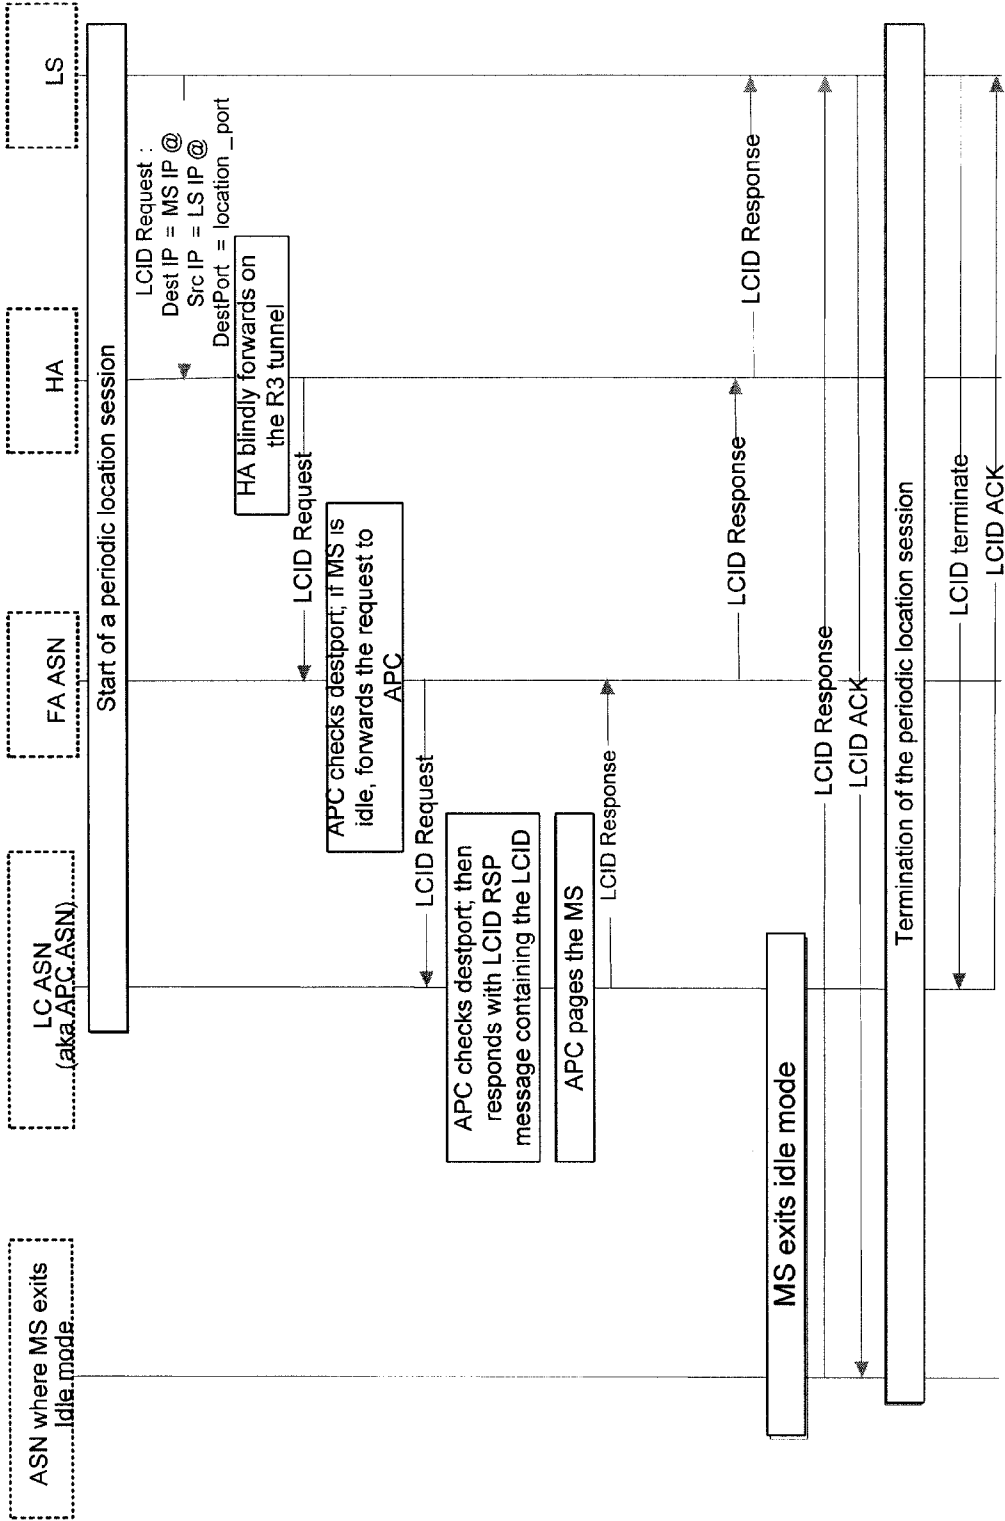 ASN where MS exits
Idle mode
LC ASN
(aka APC ASN)
FA ASN
HA
LS
Start of a periodic location session
LCID Request :
Dest IP = MS IP @
Src IP = LS IP @
DestPort = location _port
HA blindly forwards on
the R3 tunnel
LCID Request
APC checks destport; if MS is
idle, forwards the request to
APC
LCID Request
APC checks destport; then
responds with LCID RSP
message containing the LCID
APC pages the MS
LCID Response
LCID Response
LCID Response
MS exits idle mode
LCID Response
LCID ACK
Termination of the periodic location session
LCID terminate
LCID ACK